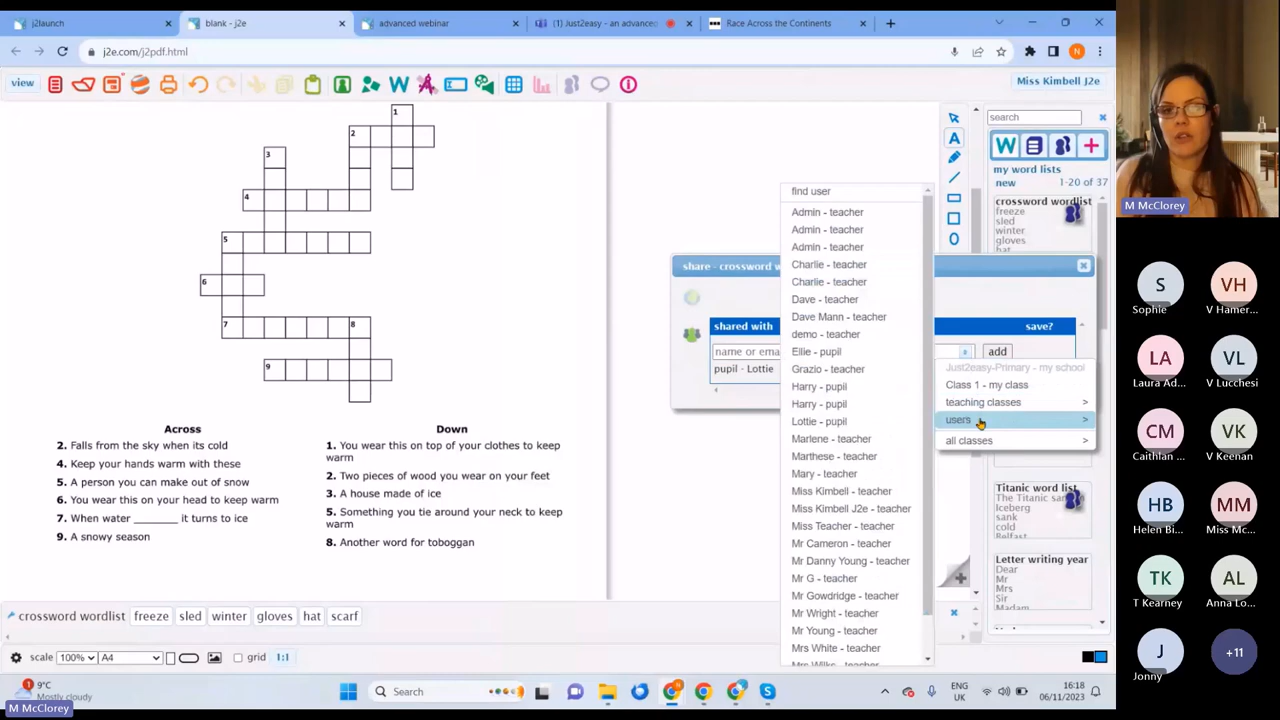 j2launch
blank - j2e
advanced webinar
(1) Just2easy - an advanced
Race Across the Continents
j2e.com/j2pdf.html
N
view
W
Miss Kimbell J2e
1
2
3
4
5
6
7
8
9
Across
2. Falls from the sky when its cold
4. Keep your hands warm with these
5. A person you can make out of snow
6. You wear this on your head to keep warm
7. When water ________ it turns to ice
9. A snowy season
Down
1. You wear this on top of your clothes to keep
warm
2. Two pieces of wood you wear on your feet
3. A house made of ice
5. Something you tie around your neck to keep
warm
8. Another word for toboggan
find user
Admin - teacher
Admin - teacher
Admin - teacher
Charlie - teacher
Charlie - teacher
Dave - teacher
Dave Mann - teacher
demo - teacher
Ellie - pupil
Grazio - teacher
Harry - pupil
Harry - pupil
Lottie - pupil
Marlene - teacher
Marthese - teacher
Mary - teacher
Miss Kimbell - teacher
Miss Kimbell J2e - teacher
Miss Teacher - teacher
Mr Cameron - teacher
Mr Danny Young - teacher
Mr G - teacher
Mr Gowdridge - teacher
Mr Wright - teacher
Mr Young - teacher
Mrs White - teacher
Mrs Wilks - teacher
share - crossword w
shared with
save?
name or ema
add
pupil - Lottie
Just2easy-Primary - my school
Class 1 - my class
teaching classes >
users >
all classes >
A
search
W
my word lists
new 1-20 of 37
crossword wordlist
freeze
sled
winter
gloves
hat
Titanic word list
The Titanic san
Iceberg
sank
cold
Belfast
Letter writing year
Dear
Mr
Mrs
Sir
Madam
crossword wordlist freeze sled winter gloves hat scarf
scale 100% A4 grid 1:1
1
9°C
Mostly cloudy
Search
ENG
UK
16:18
06/11/2023
M McClorey
M McClorey
S
Sophie
VH
V Hamer...
LA
Laura Ad...
VL
V Lucchesi
CM
Caithlan ...
VK
V Keenan
HB
Helen Bi...
MM
Miss Mc...
TK
T Kearney
AL
Anna Lo...
J
Jonny
+11